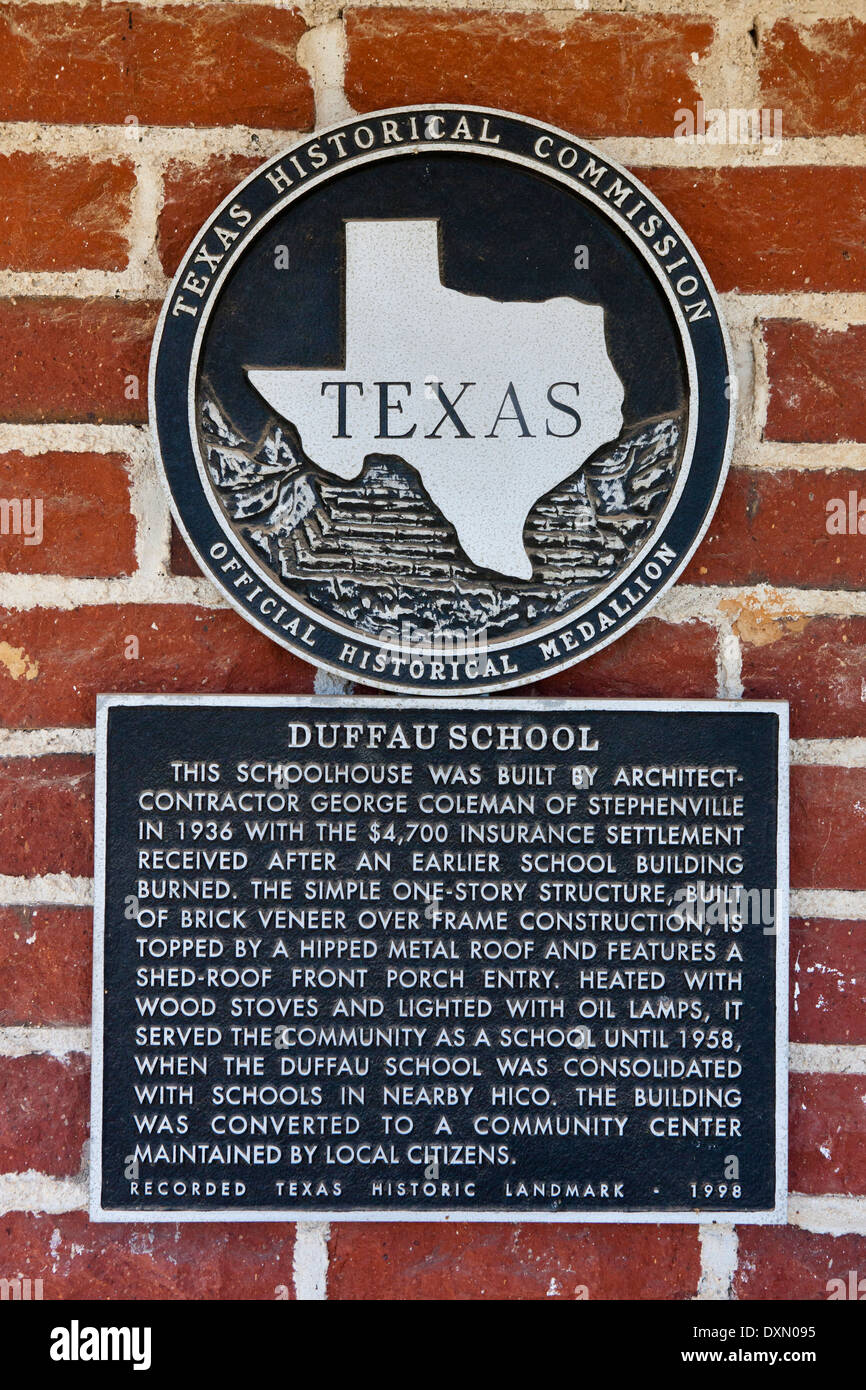 TEXAS HISTORICAL COMMISSION
TEXAS
OFFICIAL HISTORICAL MEDALLION
DUFFAU SCHOOL
THIS SCHOOLHOUSE WAS BUILT BY ARCHITECT-
CONTRACTOR GEORGE COLEMAN OF STEPHENVILLE
IN 1936 WITH THE $4,700 INSURANCE SETTLEMENT
RECEIVED AFTER AN EARLIER SCHOOL BUILDING
BURNED. THE SIMPLE ONE-STORY STRUCTURE, BUILT
OF BRICK VENEER OVER FRAME CONSTRUCTION, IS
TOPPED BY A HIPPED METAL ROOF AND FEATURES A
SHED-ROOF FRONT PORCH ENTRY. HEATED WITH
WOOD STOVES AND LIGHTED WITH OIL LAMPS, IT
SERVED THE COMMUNITY AS A SCHOOL UNTIL 1958,
WHEN THE DUFFAU SCHOOL WAS CONSOLIDATED
WITH SCHOOLS IN NEARBY HICO. THE BUILDING
WAS CONVERTED TO A COMMUNITY CENTER
MAINTAINED BY LOCAL CITIZENS.
RECORDED TEXAS HISTORIC LANDMARK - 1998
alamy
Image ID: DXN095
www.alamy.com